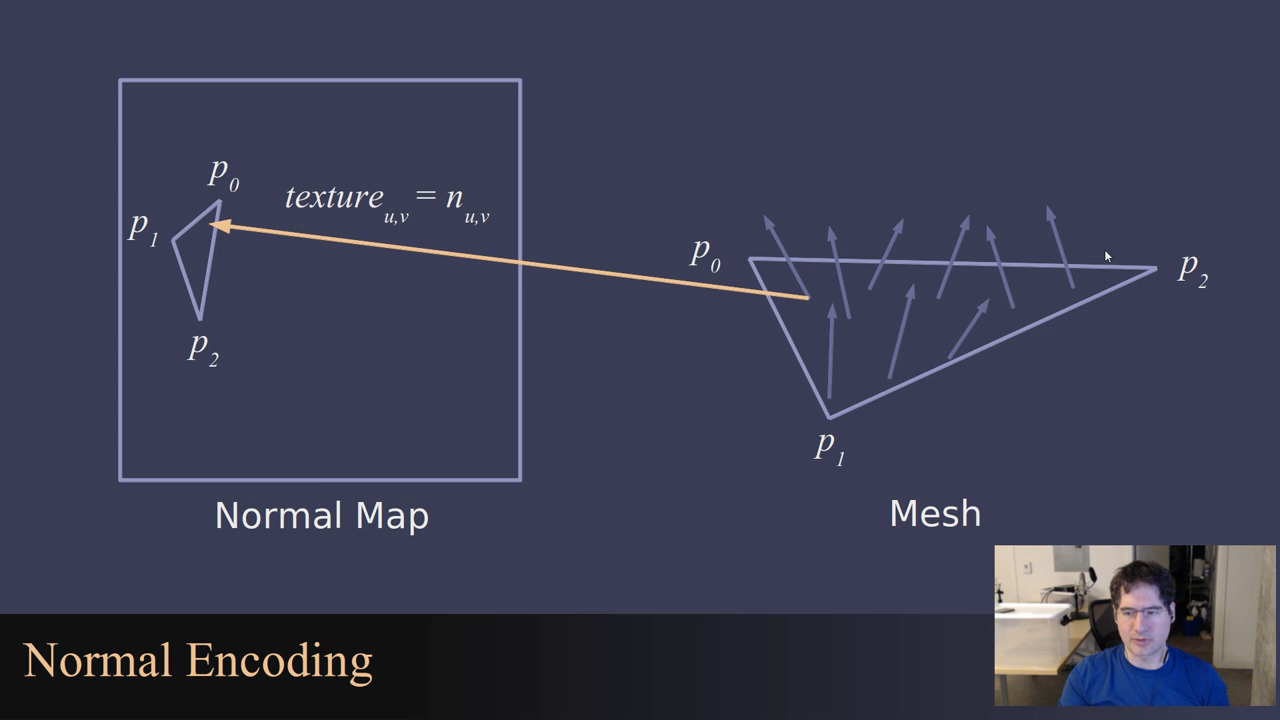 p0
p1
texture u,v = n u,v
p2
p0
p2
p1
Normal Map
Mesh
Normal Encoding